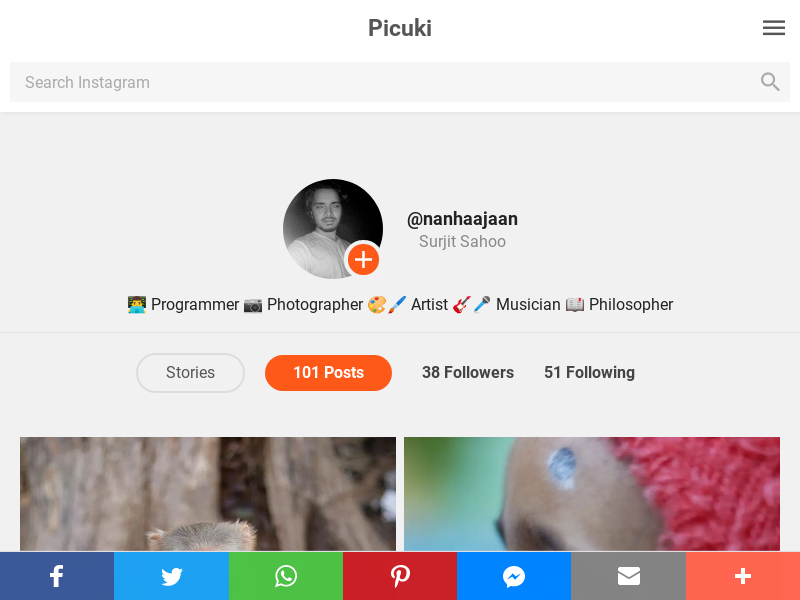 Picuki
Search Instagram
@nanhaajaan
Surjit Sahoo
👨‍💻 Programmer 📷 Photographer 🎨🖌️ Artist 🎸🎤 Musician 📖 Philosopher
Stories 101 Posts 38 Followers 51 Following